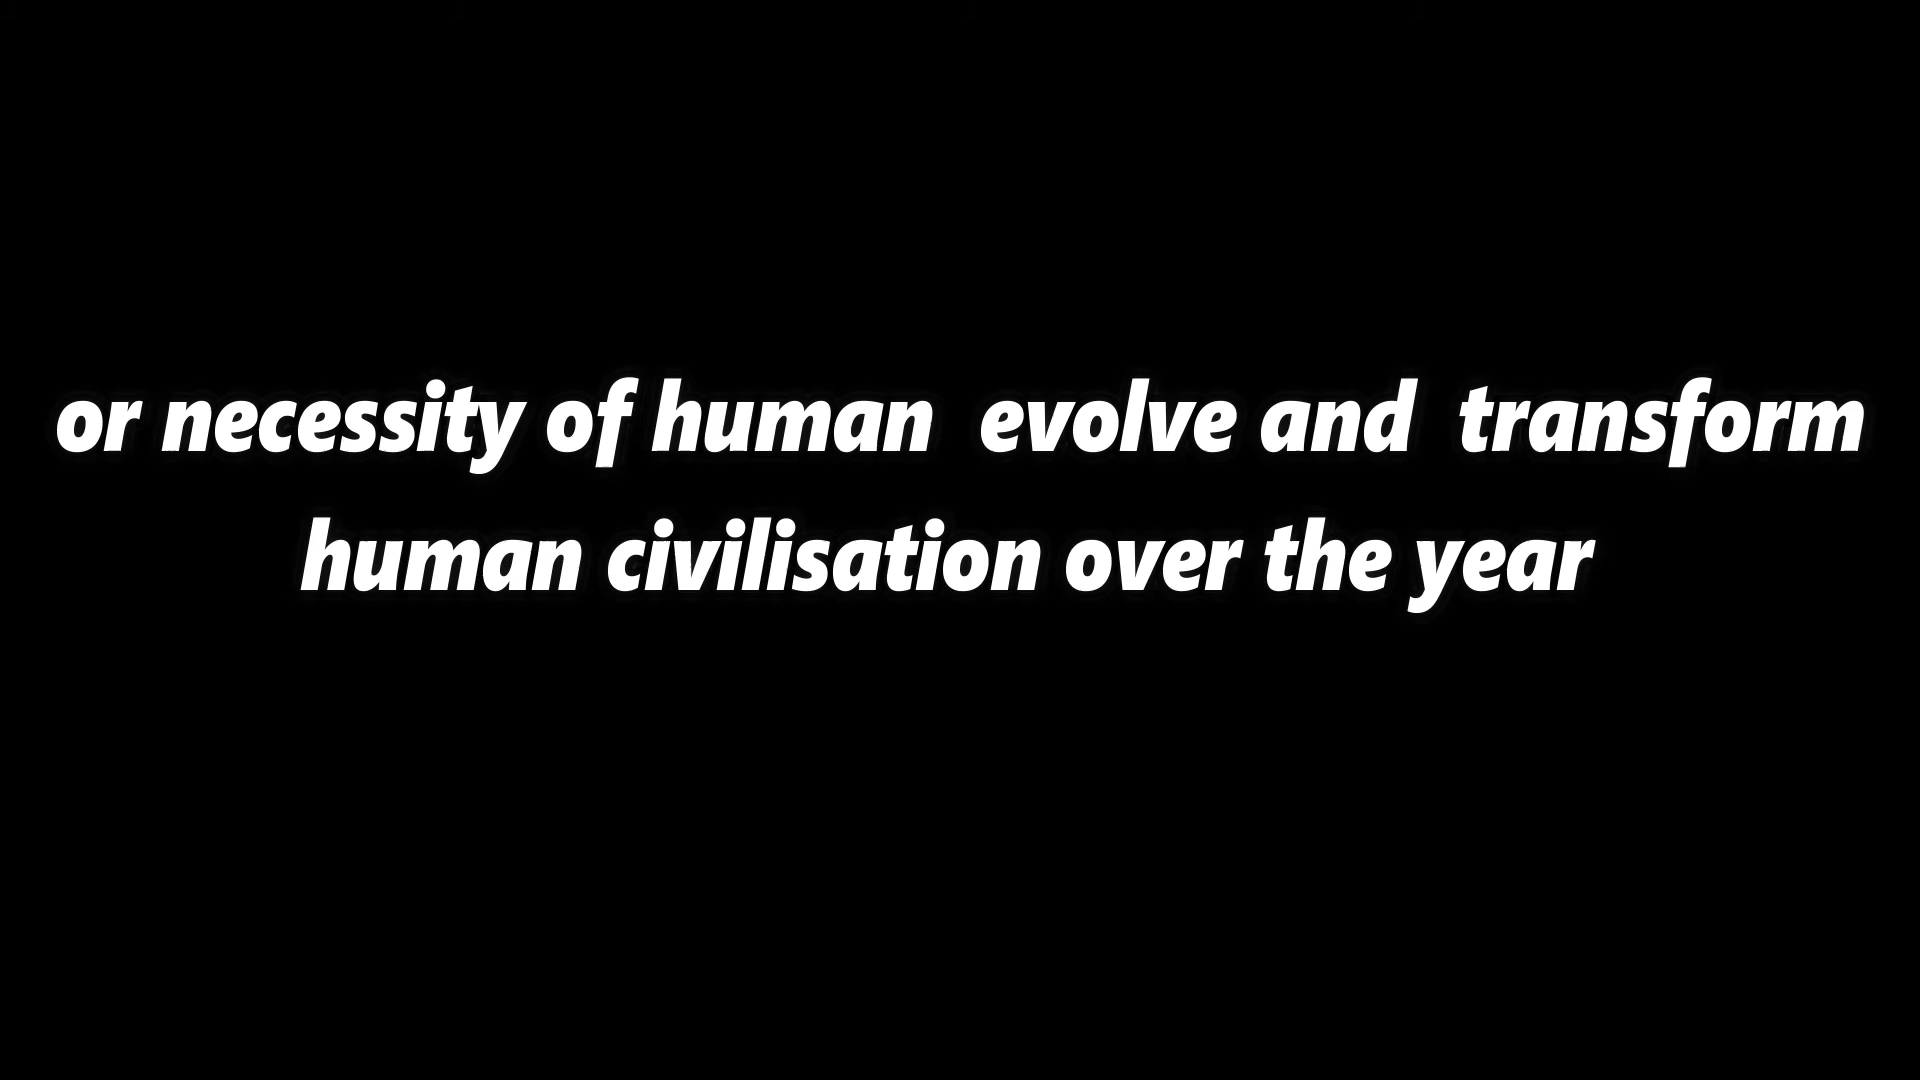 or necessity of human  evolve and  transform
human civilisation over the year